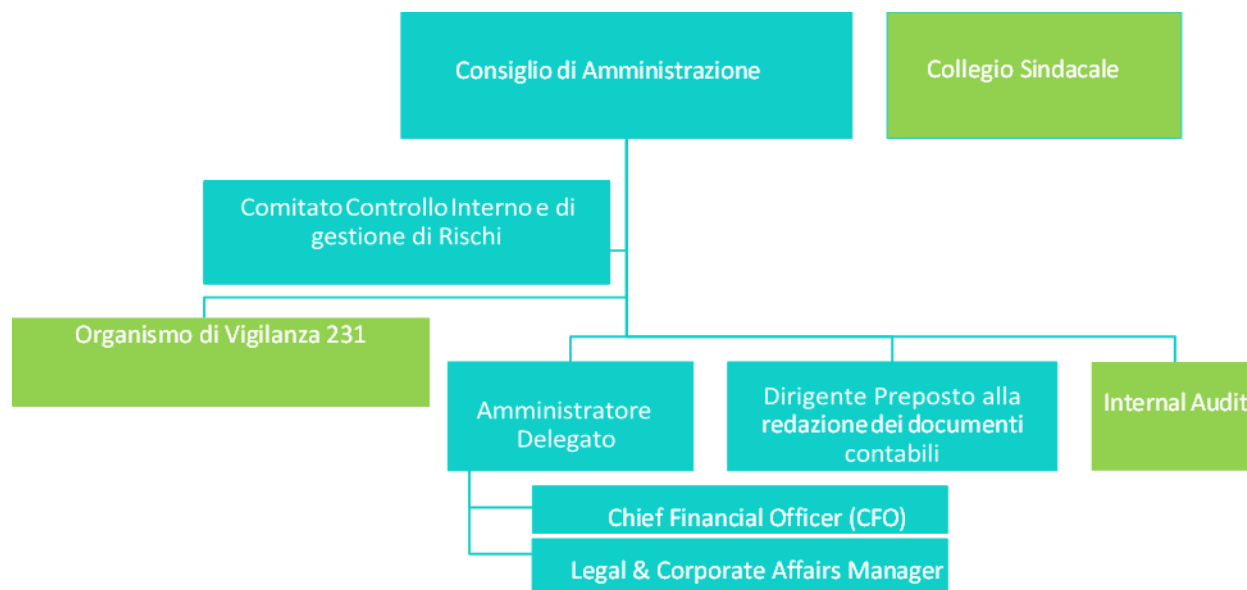 Consiglio di Amministrazione
Collegio Sindacale
Comitato Controllo Interno e di
gestione di Rischi
Organismo di Vigilanza 231
Amministratore
Delegato
Dirigente Preposto alla
redazione dei documenti
contabili
Internal Audit
Chief Financial Officer (CFO)
Legal & Corporate Affairs Manager